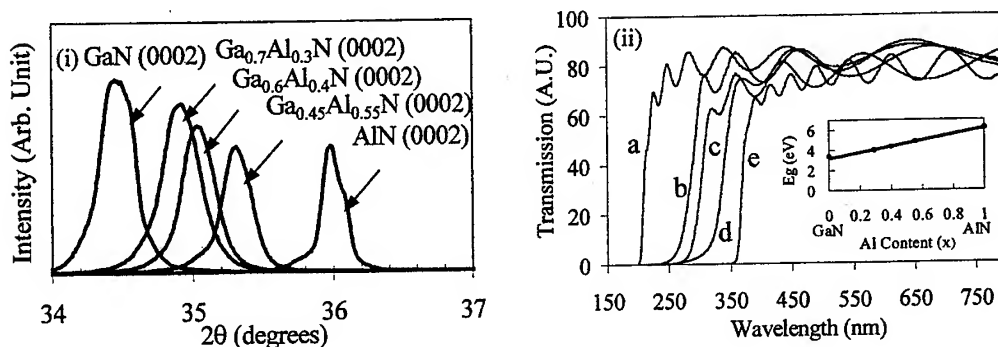 (i) GaN (0002)
Ga0.7Al0.3N (0002)
Ga0.6Al0.4N (0002)
Ga0.45Al0.55N (0002)
AlN (0002)
Intensity (Arb. Unit)
34 35 36 37
2θ (degrees)
(ii)
100
80
60
40
20
0
Transmission (A.U.)
a
b
c
d
e
Eg (eV)
6
4
2
0
0 0.2 0.4 0.6 0.8 1
GaN AlN
Al Content (x)
150 250 350 450 550 650 750
Wavelength (nm)